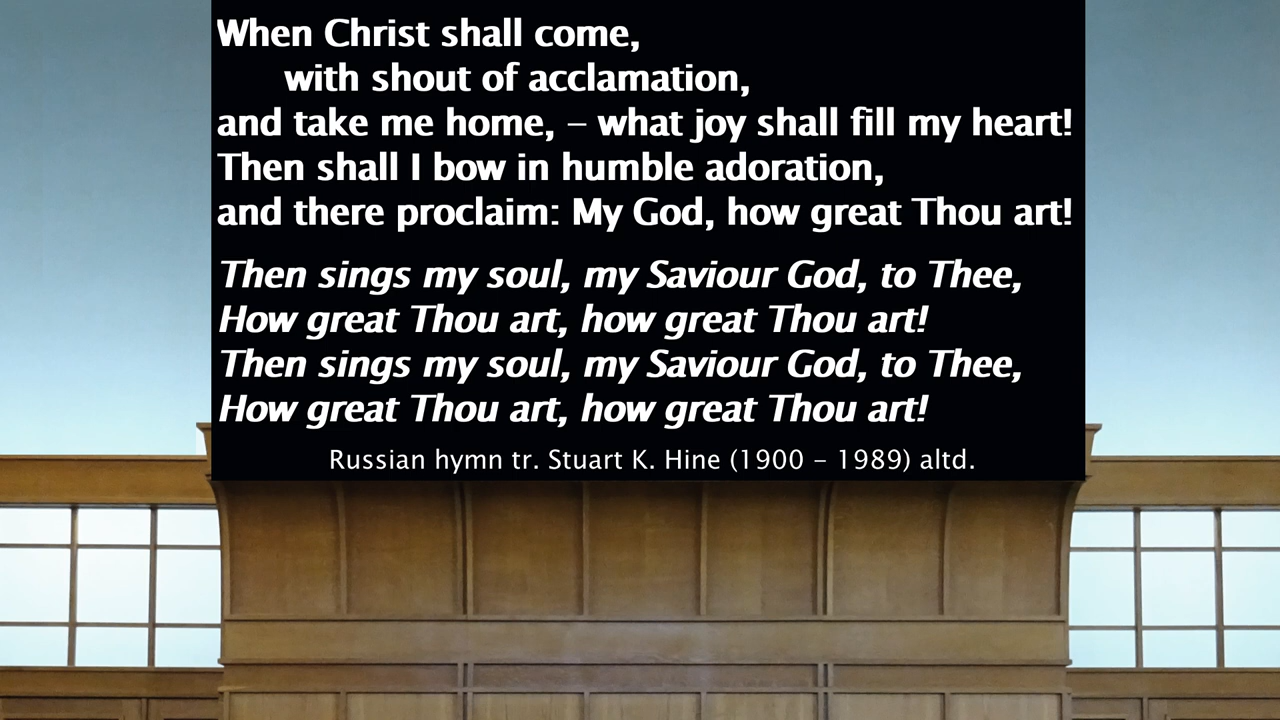 When Christ shall come,
with shout of acclamation,
and take me home, – what joy shall fill my heart!
Then shall I bow in humble adoration,
and there proclaim: My God, how great Thou art!
Then sings my soul, my Saviour God, to Thee,
How great Thou art, how great Thou art!
Then sings my soul, my Saviour God, to Thee,
How great Thou art, how great Thou art!
Russian hymn tr. Stuart K. Hine (1900 – 1989) altd.